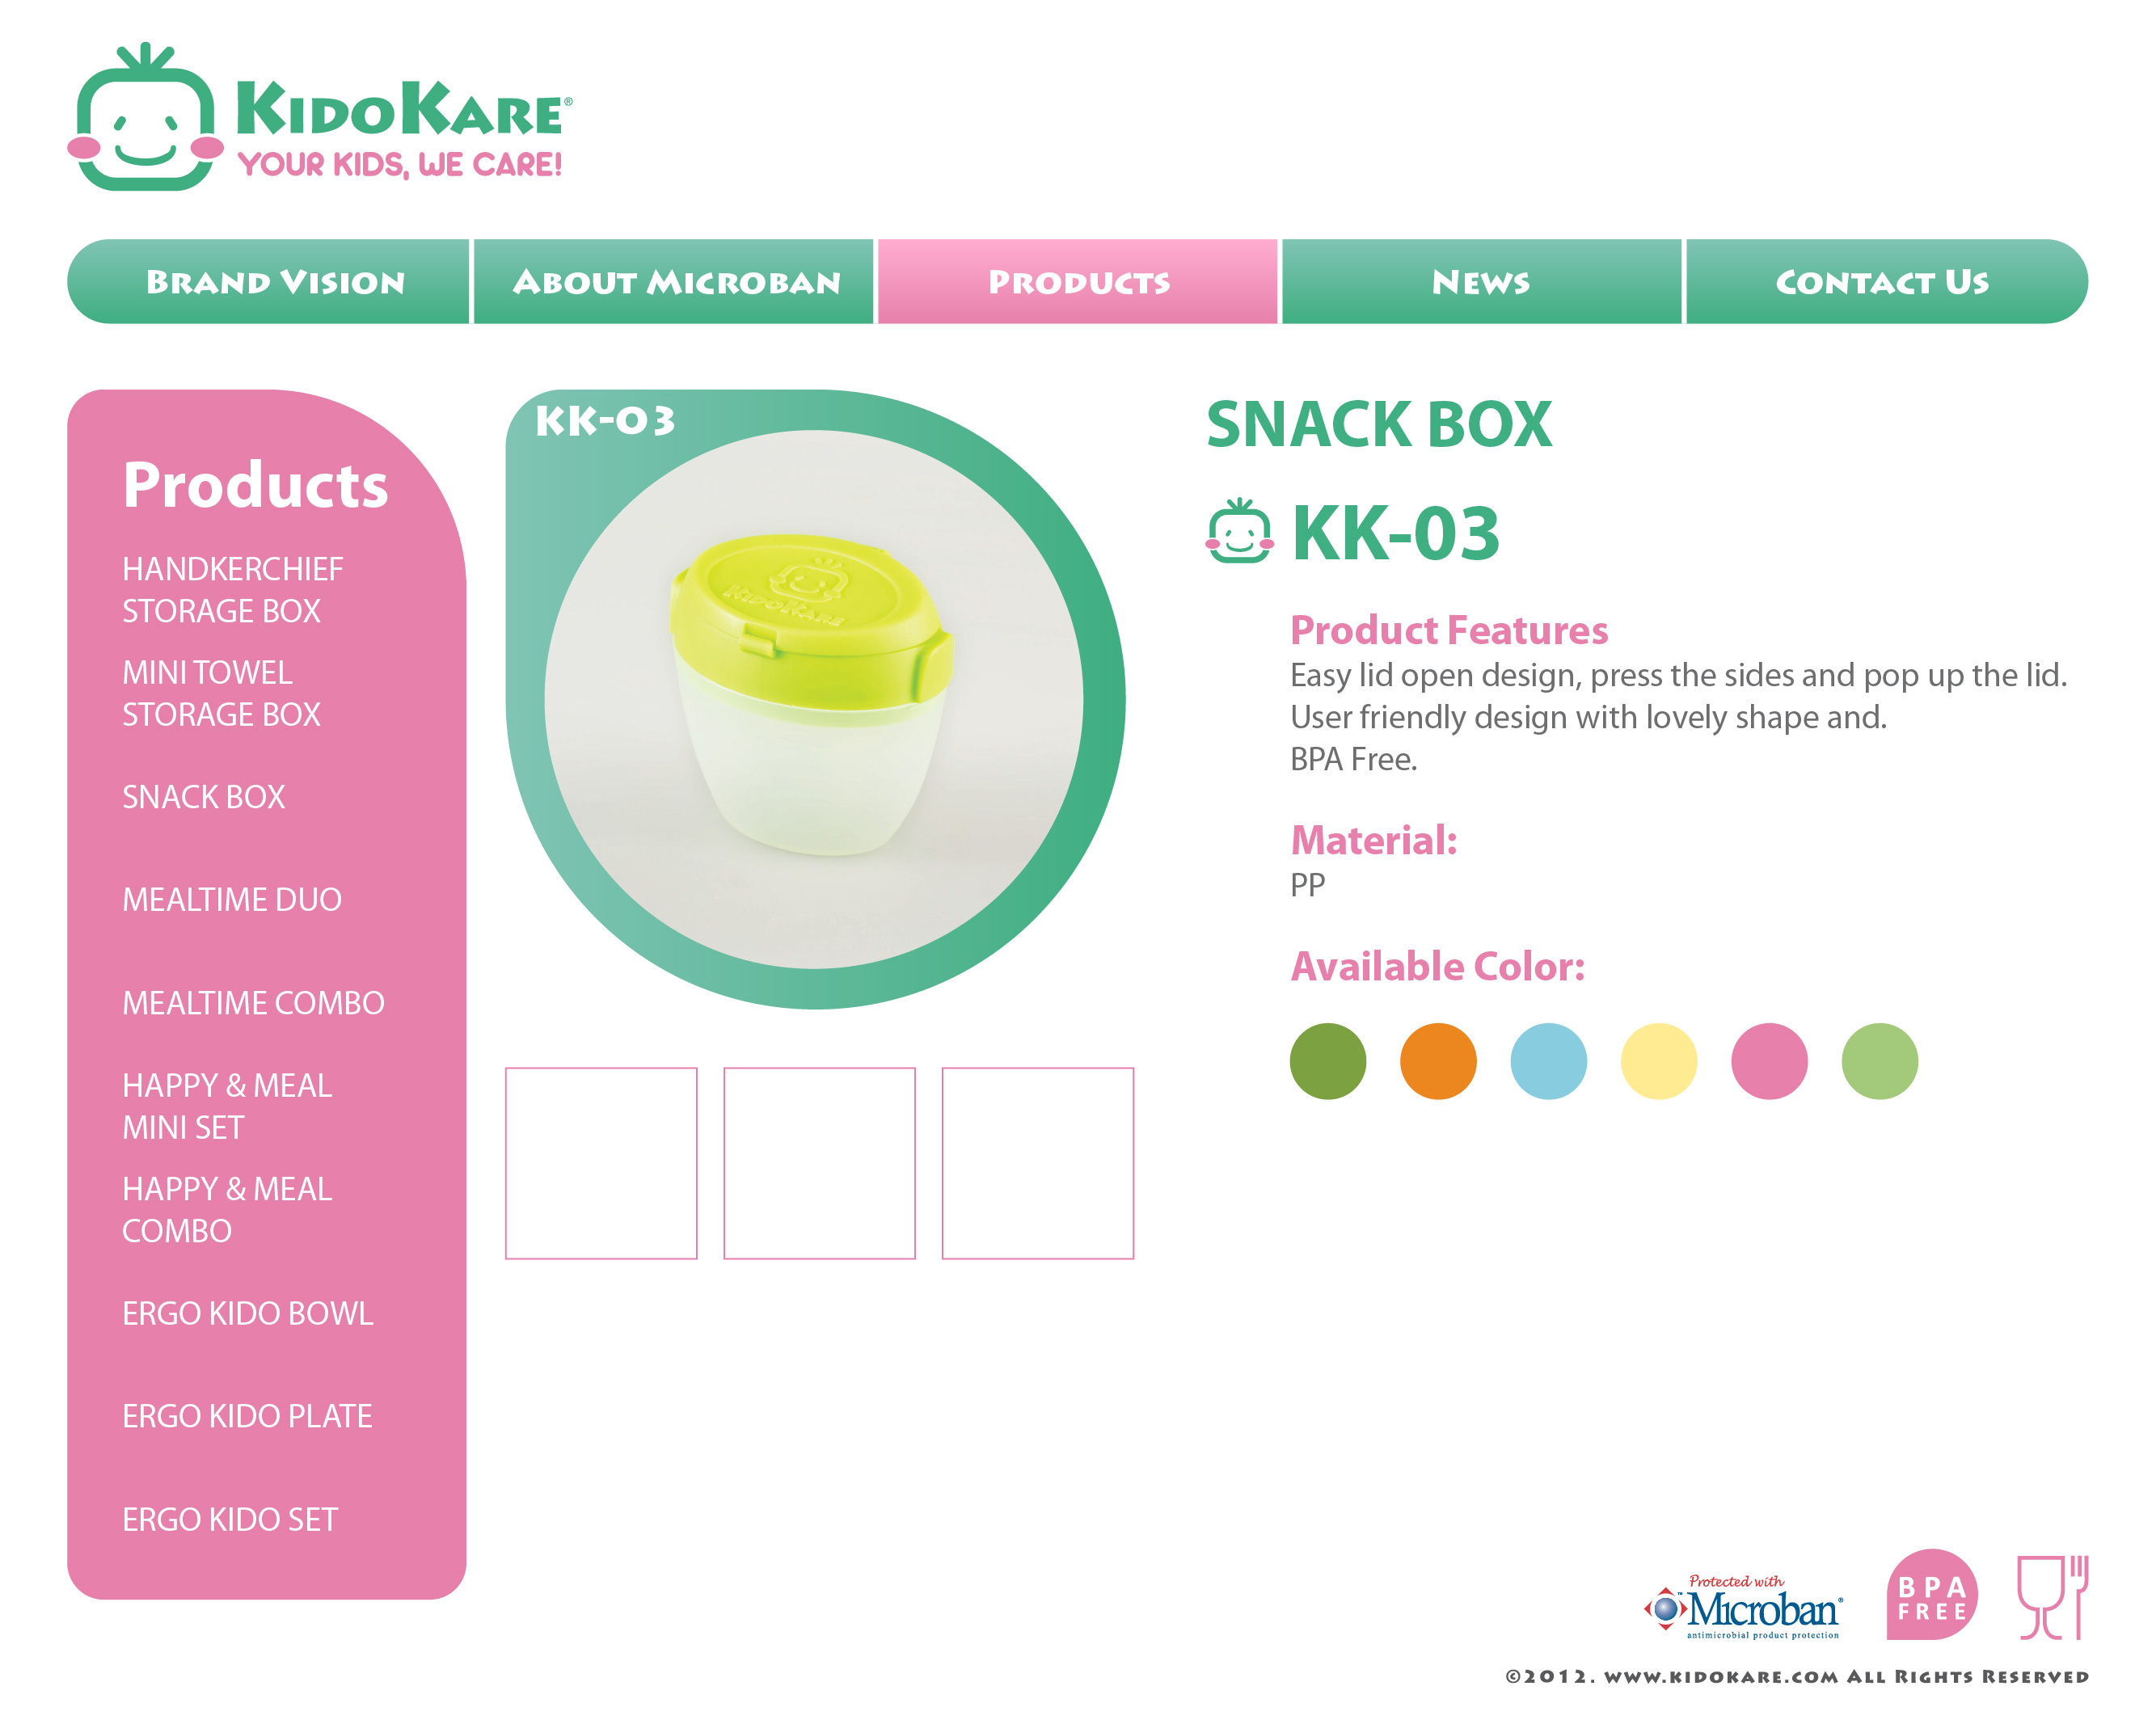 KIDOKARE®
YOUR KIDS, WE CARE!
BRAND VISION
ABOUT MICROBAN
PRODUCTS
NEWS
CONTACT US
Products
HANDKERCHIEF
STORAGE BOX
MINI TOWEL
STORAGE BOX
SNACK BOX
MEALTIME DUO
MEALTIME COMBO
HAPPY & MEAL
MINI SET
HAPPY & MEAL
COMBO
ERGO KIDO BOWL
ERGO KIDO PLATE
ERGO KIDO SET
KK-03
KIDOKARE
SNACK BOX
KK-03
Product Features
Easy lid open design, press the sides and pop up the lid.
User friendly design with lovely shape and.
BPA Free.
Material:
PP
Available Color:
Protected with
™Microban®
antimicrobial product protection
BPA
FREE
©2012. WWW.KIDOKARE.COM ALL RIGHTS RESERVED